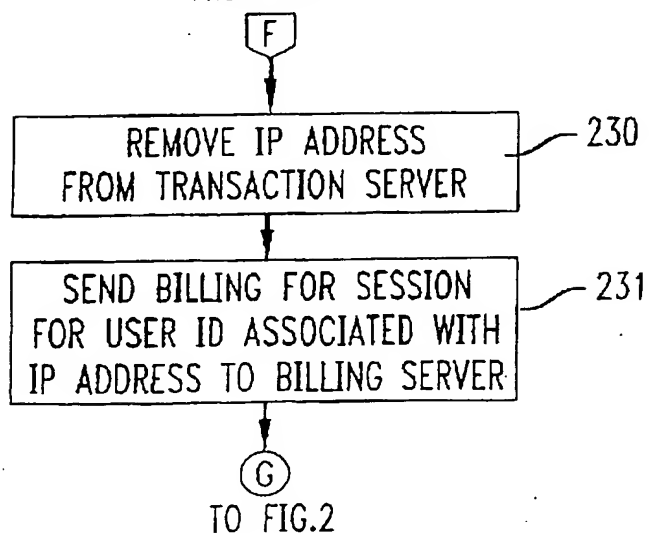 F
REMOVE IP ADDRESS
FROM TRANSACTION SERVER
230
SEND BILLING FOR SESSION
FOR USER ID ASSOCIATED WITH
IP ADDRESS TO BILLING SERVER
231
G
TO FIG.2